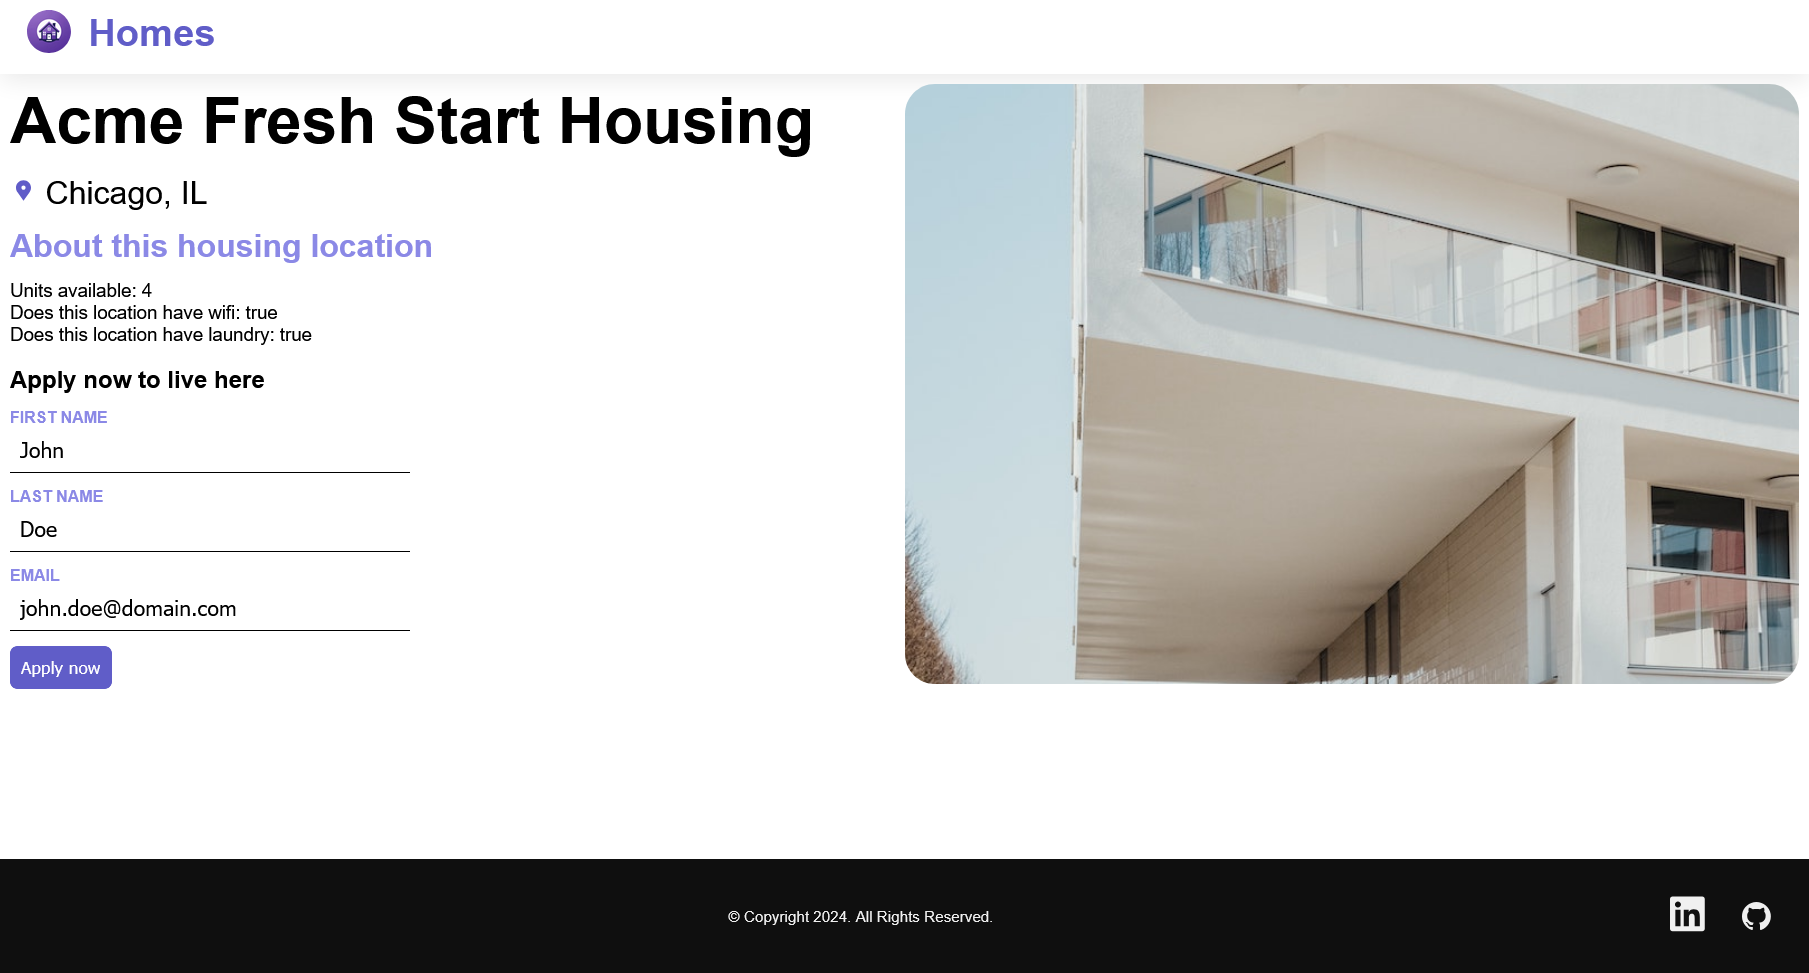 Homes
Acme Fresh Start Housing
Chicago, IL
About this housing location
Units available: 4
Does this location have wifi: true
Does this location have laundry: true
Apply now to live here
FIRST NAME
John
LAST NAME
Doe
EMAIL
john.doe@domain.com
Apply now
© Copyright 2024. All Rights Reserved.
in